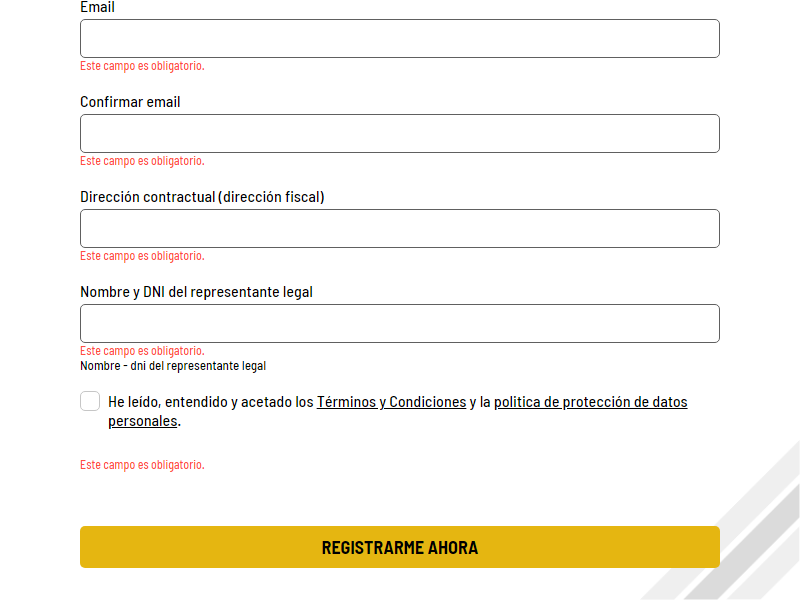 Email
Este campo es obligatorio.
Confirmar email
Este campo es obligatorio.
Dirección contractual (dirección fiscal)
Este campo es obligatorio.
Nombre y DNI del representante legal
Este campo es obligatorio.
Nombre - dni del representante legal
He leído, entendido y acetado los Términos y Condiciones y la politica de protección de datos
personales.
Este campo es obligatorio.
REGISTRARME AHORA